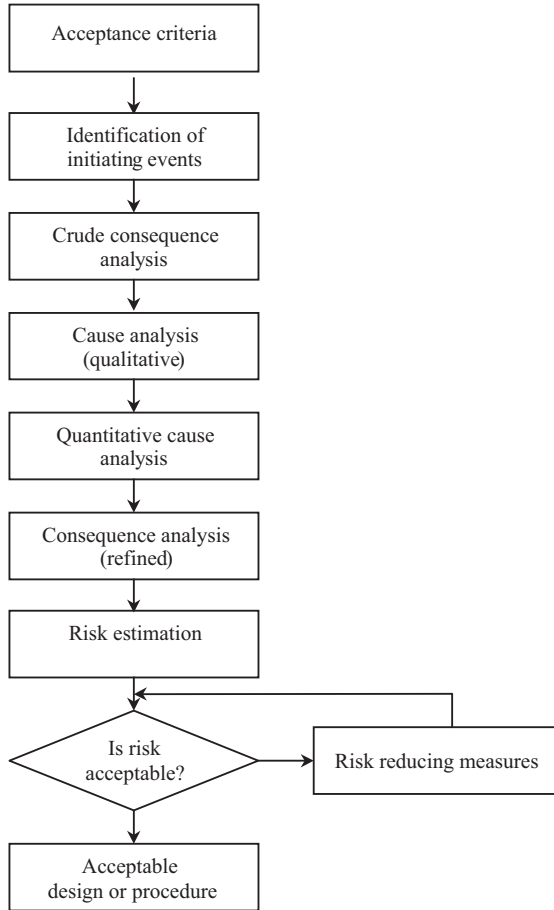 Acceptance criteria
Identification of
initiating events
Crude consequence
analysis
Cause analysis
(qualitative)
Quantitative cause
analysis
Consequence analysis
(refined)
Risk estimation
Is risk
acceptable?
Risk reducing measures
Acceptable
design or procedure